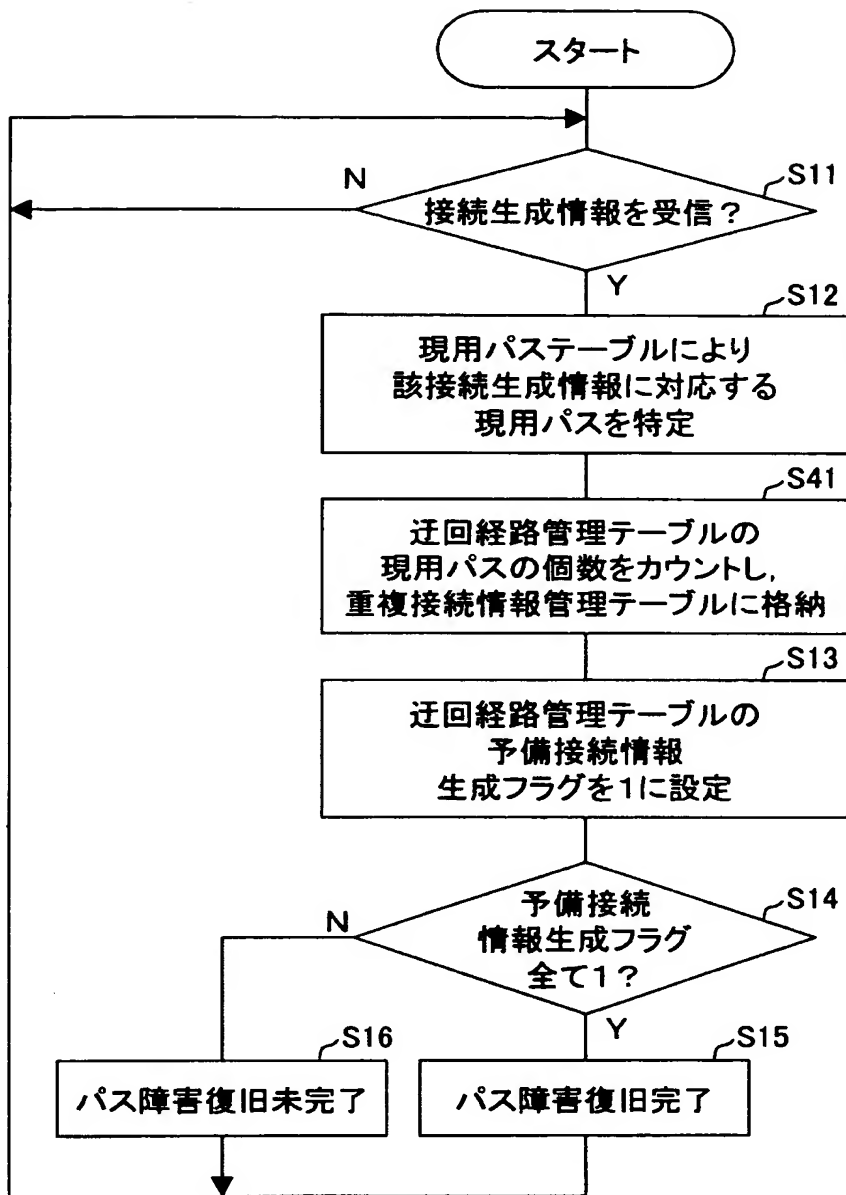 スタート
N
S11
接続生成情報を受信?
Y
S12
現用パステーブルにより
該接続生成情報に対応する
現用パスを特定
S41
迂回経路管理テーブルの
現用パスの個数をカウントし,
重複接続情報管理テーブルに格納
S13
迂回経路管理テーブルの
予備接続情報
生成フラグを1に設定
S14
N
予備接続
情報生成フラグ
全て1?
Y
S16
パス障害復旧未完了
S15
パス障害復旧完了